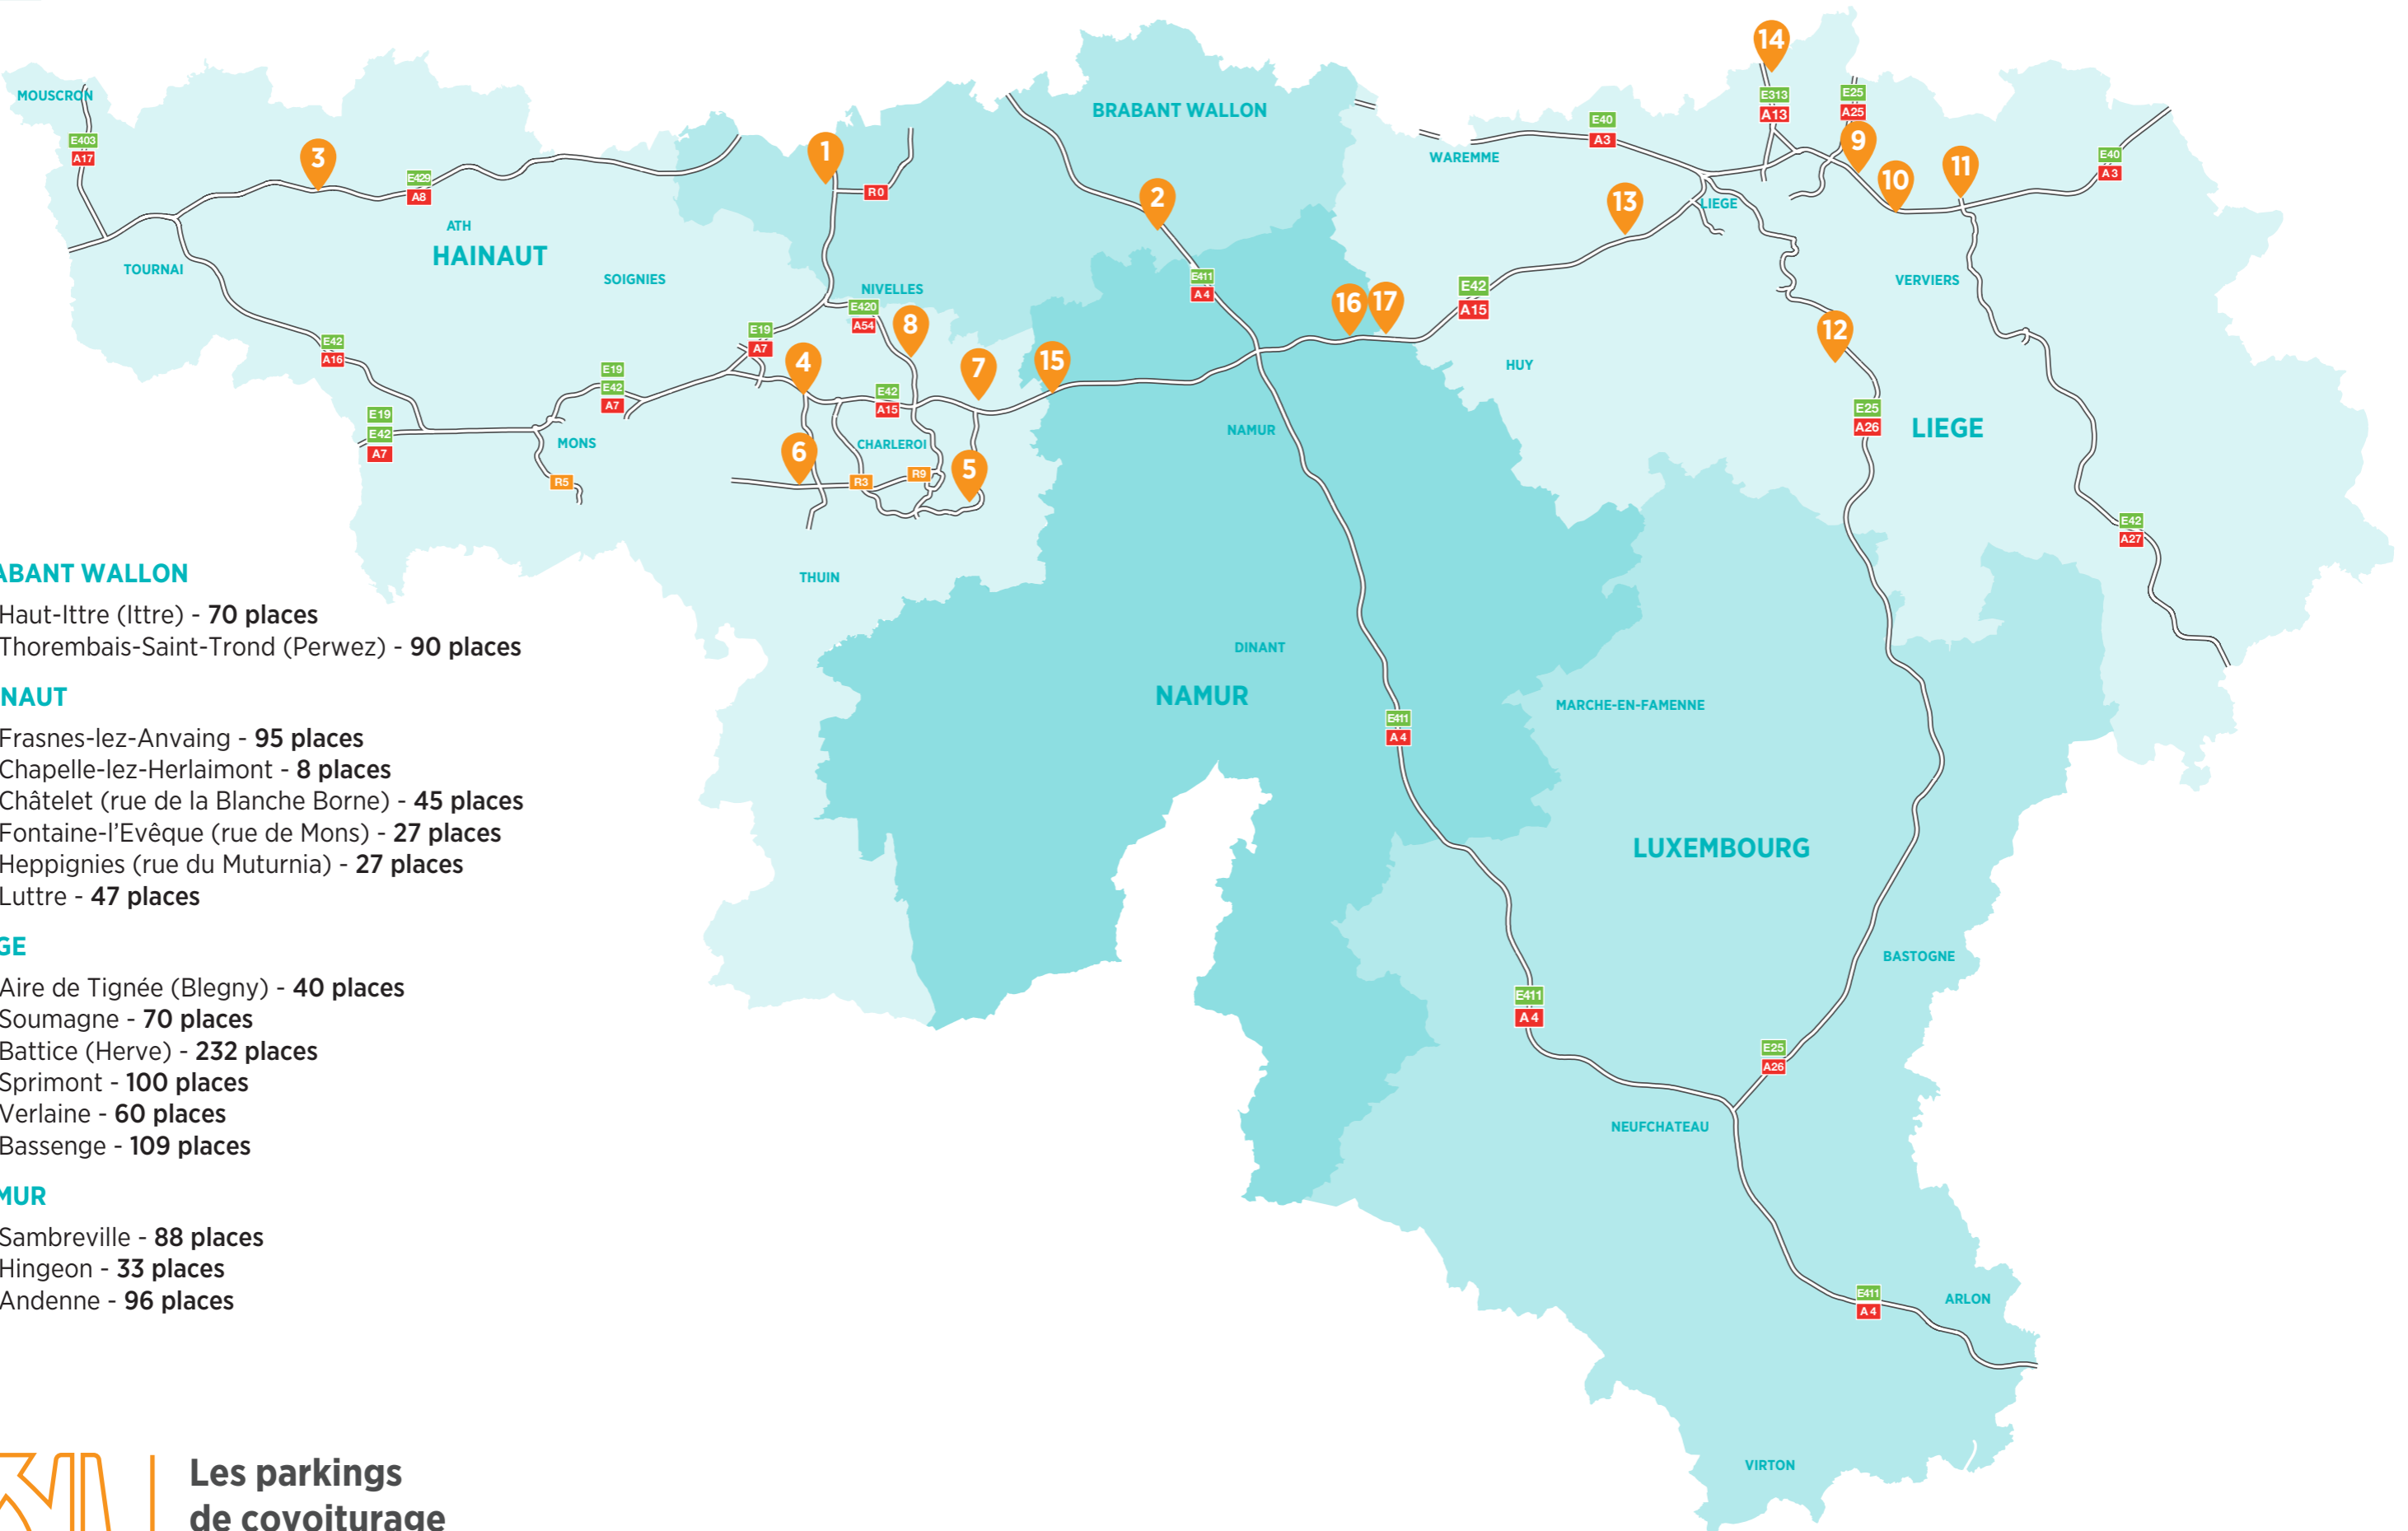 14
MOUSCRON
BRABANT WALLON
E313
A13
E25
A25
E403
A17
3
1
E40
A3
9
WAREMME
E40
A3
11
E429
A8
R0
2
10
13
LIEGE
ATH
HAINAUT
TOURNAI
SOIGNIES
NIVELLES
E411
A4
VERVIERS
E420
A54
16
17
E42
A15
8
12
E42
A16
E19
A7
4
7
15
HUY
E19
E42
A7
E42
A15
E19
E42
A7
MONS
CHARLEROI
NAMUR
E25
A26
LIEGE
6
5
R5
R3
R9
E42
A27
THUIN
DINANT
NAMUR
MARCHE-EN-FAMENNE
E411
A4
LUXEMBOURG
BASTOGNE
E411
A4
E25
A26
NEUFCHATEAU
E411
A4
ARLON
VIRTON
ABANT WALLON
Haut-Ittre (Ittre) - 70 places
Thorembais-Saint-Trond (Perwez) - 90 places
NAUT
Frasnes-lez-Anvaing - 95 places
Chapelle-lez-Herlaimont - 8 places
Châtelet (rue de la Blanche Borne) - 45 places
Fontaine-l'Evêque (rue de Mons) - 27 places
Heppignies (rue du Muturnia) - 27 places
Luttre - 47 places
GE
Aire de Tignée (Blegny) - 40 places
Soumagne - 70 places
Battice (Herve) - 232 places
Sprimont - 100 places
Verlaine - 60 places
Bassenge - 109 places
MUR
Sambreville - 88 places
Hingeon - 33 places
Andenne - 96 places
Les parkings
de covoiturage